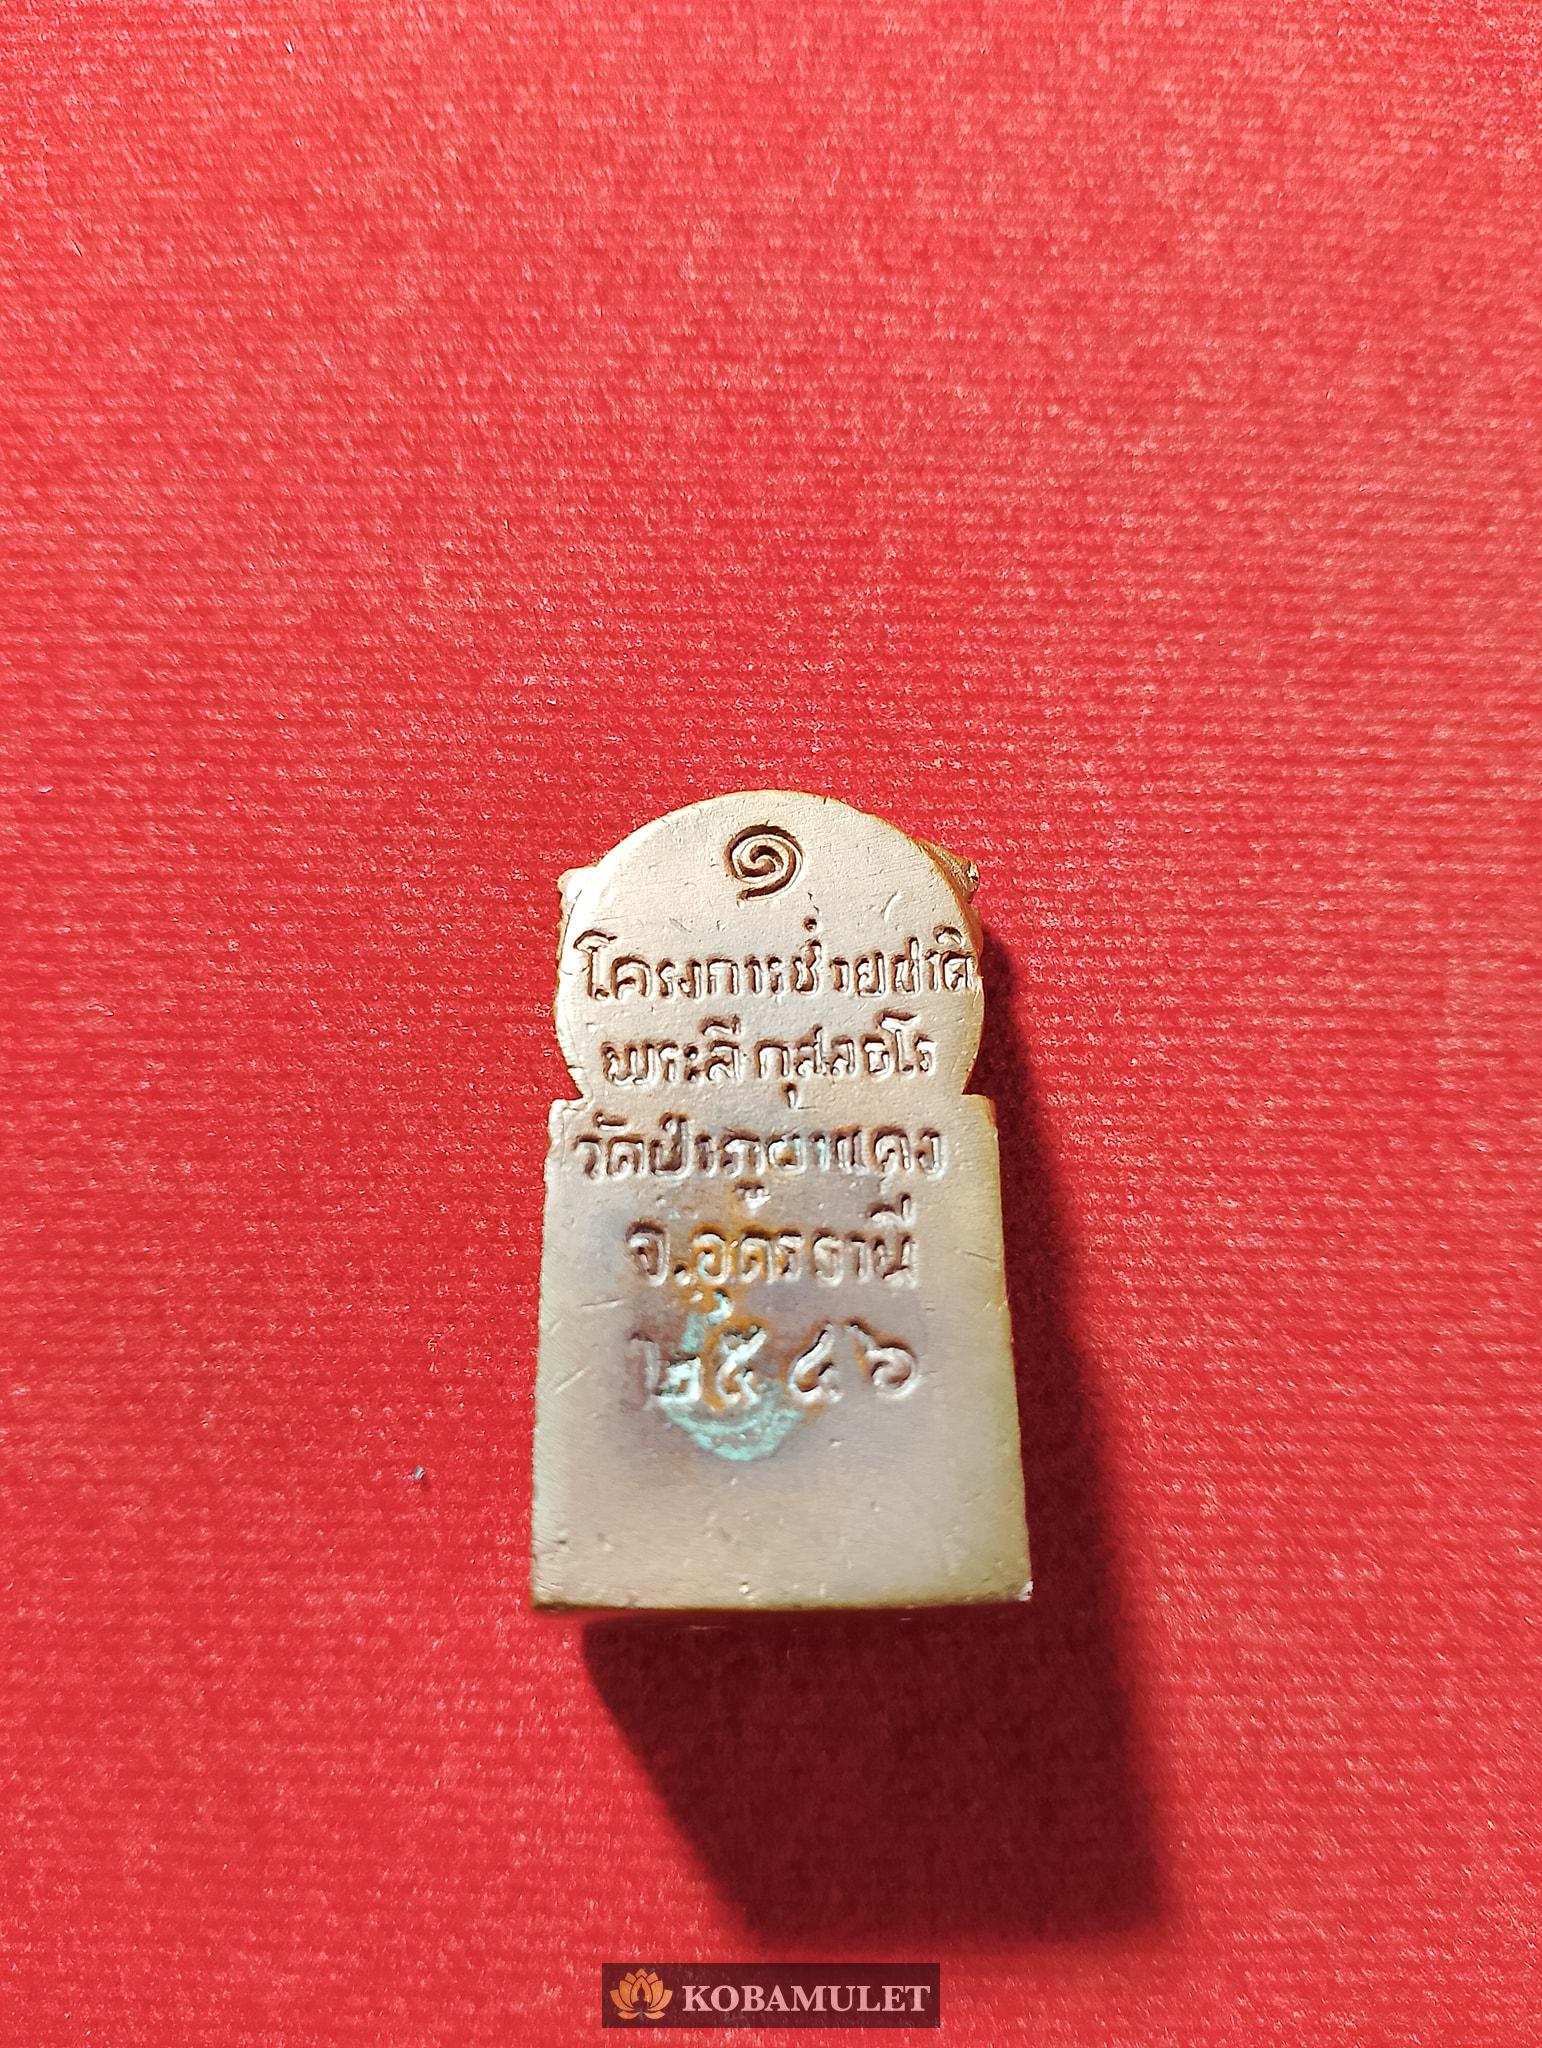 ๑
โครงการช่วยชาติ
พระลี กุสลธโร
วัดป่าภูผาแดง
จ.อุดรธานี
๒๕๔๖
KOBAMULET